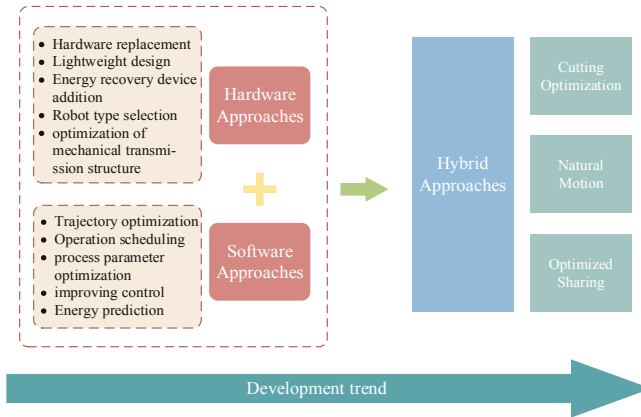 • Hardware replacement
• Lightweight design
• Energy recovery device
addition
• Robot type selection
• optimization of
mechanical transmis-
sion structure
Hardware
Approaches
• Trajectory optimization
• Operation scheduling
• process parameter
optimization
• improving control
• Energy prediction
Software
Approaches
Hybrid
Approaches
Cutting
Optimization
Natural
Motion
Optimized
Sharing
Development trend